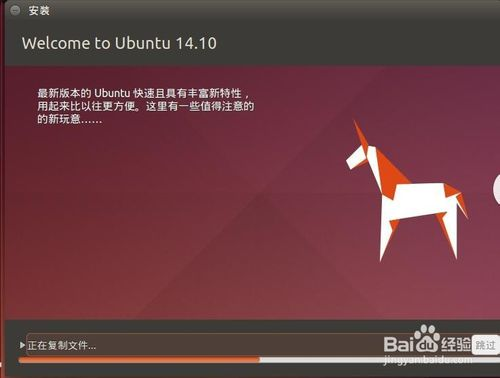 安装
Welcome to Ubuntu 14.10
最新版本的 Ubuntu 快速且具有丰富新特性，
用起来比以往更方便。这里有一些值得注意的
的新玩意……
正在复制文件...
Bai du 经验
跳过
jingyan.baidu.com